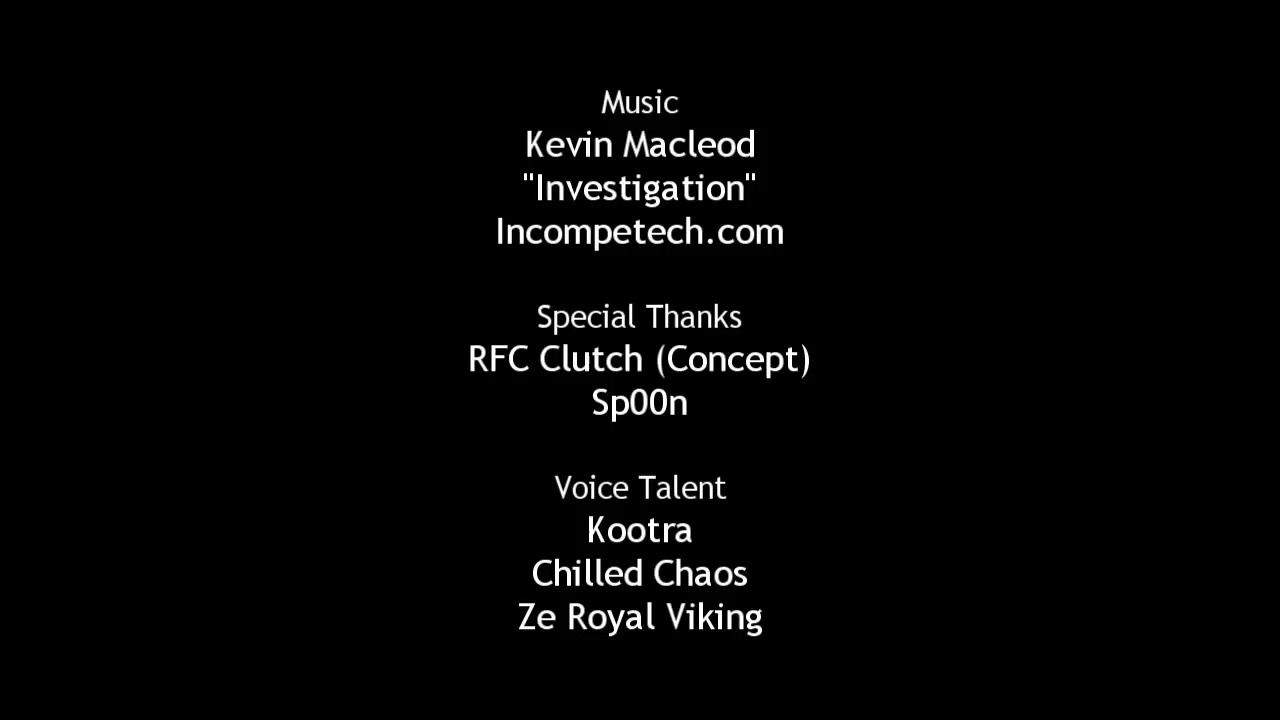 Music
Kevin Macleod
"Investigation"
Incompetech.com
Special Thanks
RFC Clutch (Concept)
Sp00n
Voice Talent
Kootra
Chilled Chaos
Ze Royal Viking